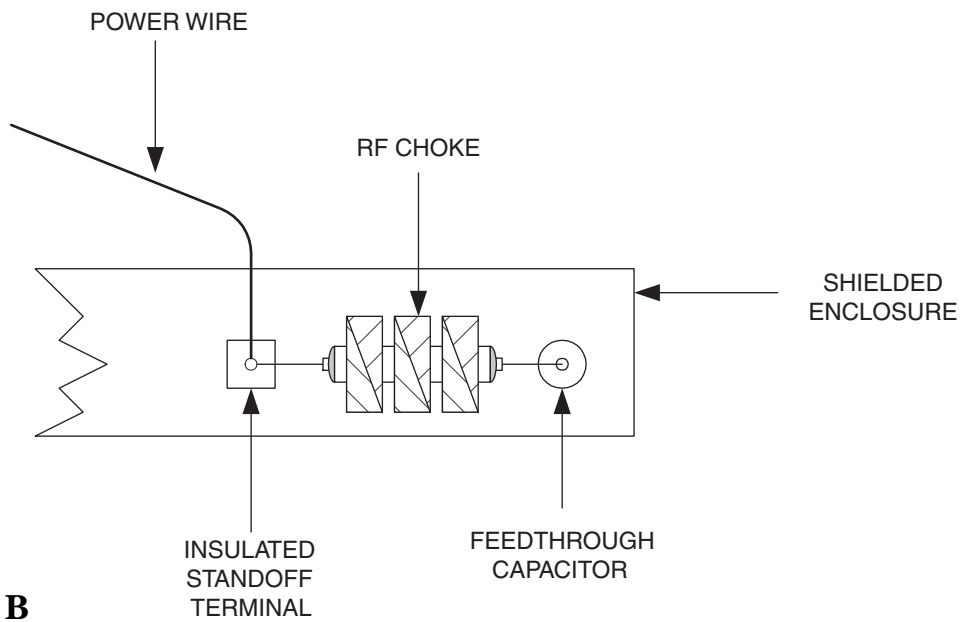 POWER WIRE
RF CHOKE
SHIELDED
ENCLOSURE
INSULATED
STANDOFF
TERMINAL
FEEDTHROUGH
CAPACITOR
B